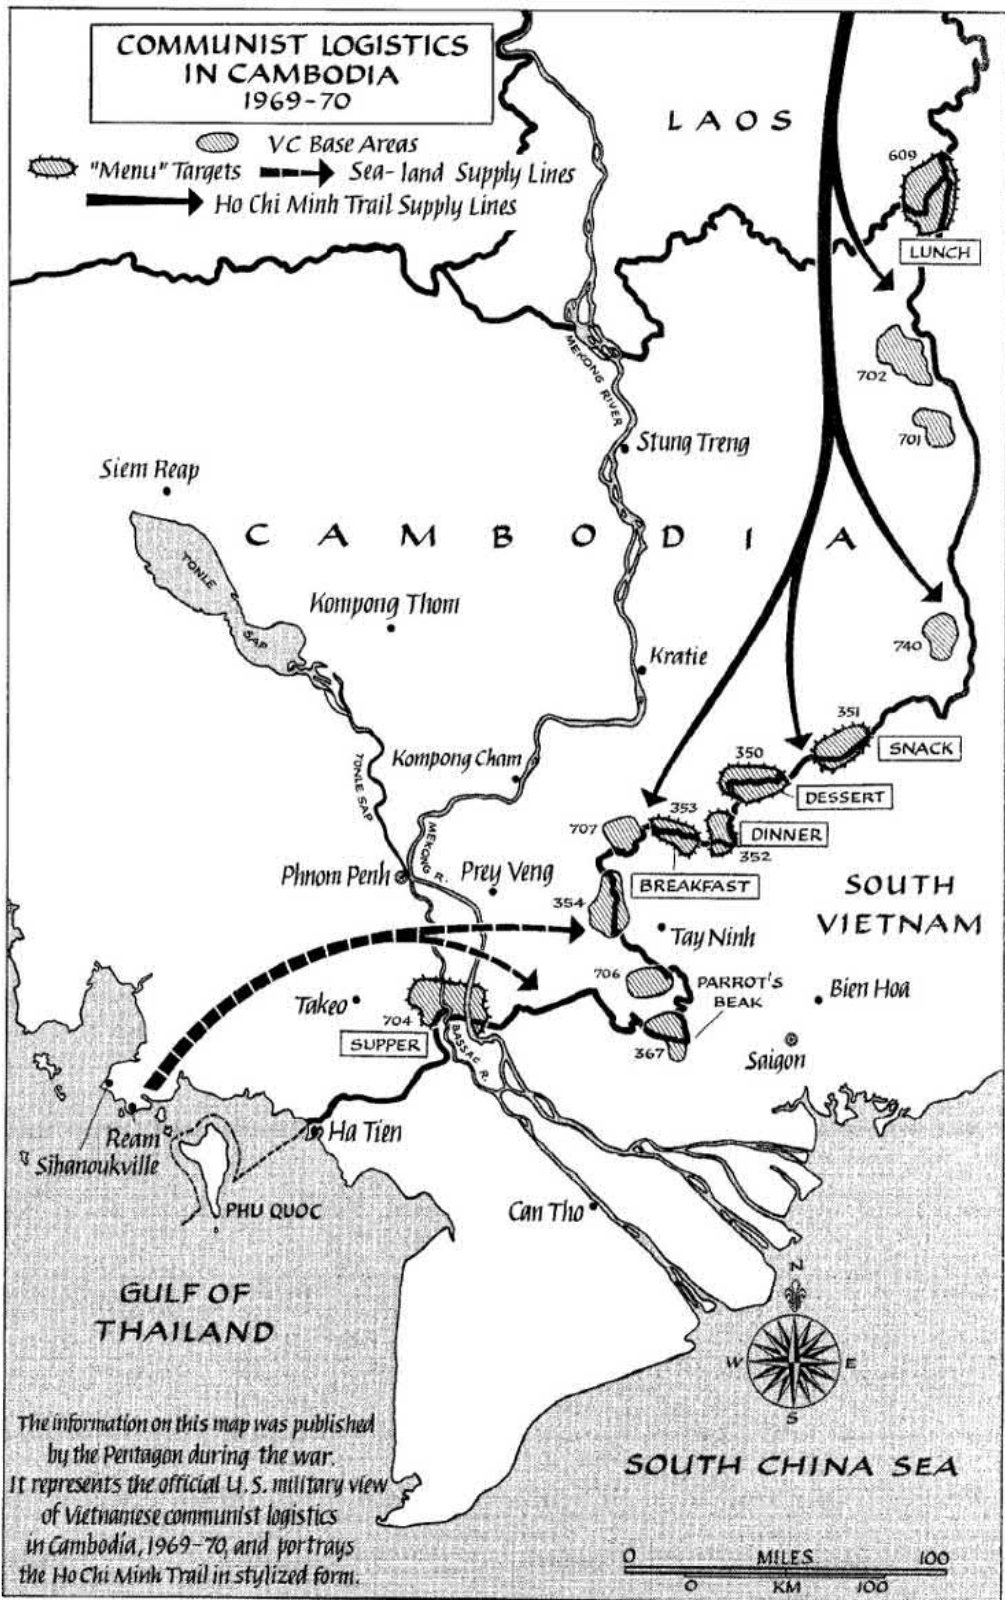 COMMUNIST LOGISTICS
IN CAMBODIA
1969-70
VC Base Areas
"Menu" Targets
Sea-land Supply Lines
Ho Chi Minh Trail Supply Lines
LAOS
609
LUNCH
MEKONG RIVER
702
701
Stung Treng
Siem Reap
CAMBODIA
TONLE
SAP
Kompong Thom
740
Kratie
351
SNACK
350
DESSERT
TONLE SAP
Kompong Cham
353
707
DINNER
352
MEKONG R.
Phnom Penh
Prey Veng
BREAKFAST
354
SOUTH
VIETNAM
Tay Ninh
706
PARROT'S
BEAK
Bien Hoa
Takeo
704
SUPPER
BASSAC R.
367
Saigon
Ream
Sihanoukville
Ha Tien
PHU QUOC
Can Tho
GULF OF
THAILAND
N
W E
S
SOUTH CHINA SEA
The information on this map was published
by the Pentagon during the war.
It represents the official U.S. military view
of Vietnamese communist logistics
in Cambodia, 1969-70, and portrays
the Ho Chi Minh Trail in stylized form.
0 MILES 100
0 KM 100